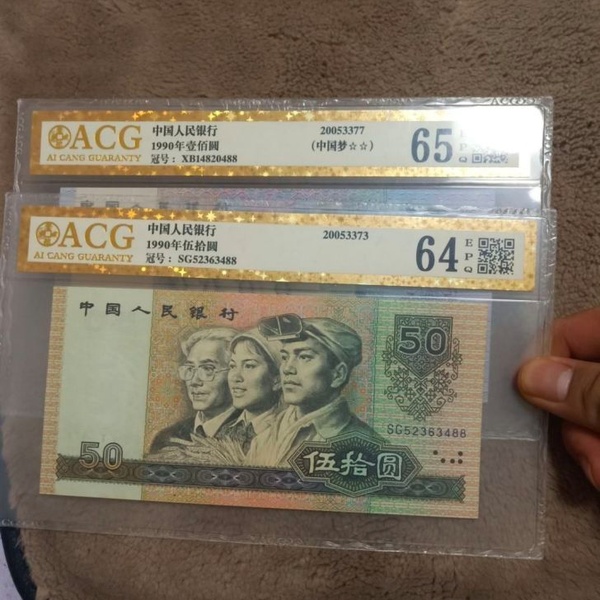 ACG
AI CANG GUARANTY
中国人民银行
1990年壹佰圆
冠号：XB14820488
20053377
(中国梦☆☆)
65
E
P
Q
ACG
AI CANG GUARANTY
中国人民银行
1990年伍拾圆
冠号：SG52363488
20053373
64
E
P
Q
中国人民银行
50
SG52363488
50
伍拾圆